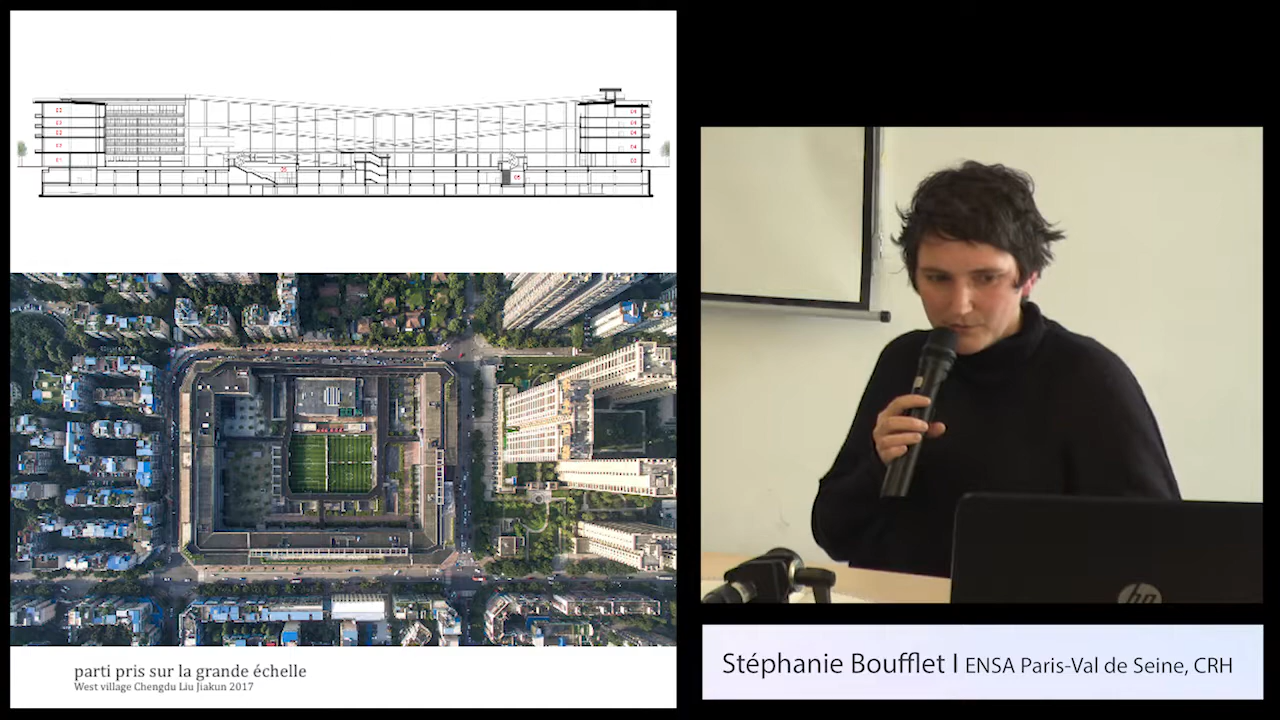 parti pris sur la grande échelle
West village Chengdu Liu Jiakun 2017
hp
Stéphanie Boufflet I ENSA Paris-Val de Seine, CRH